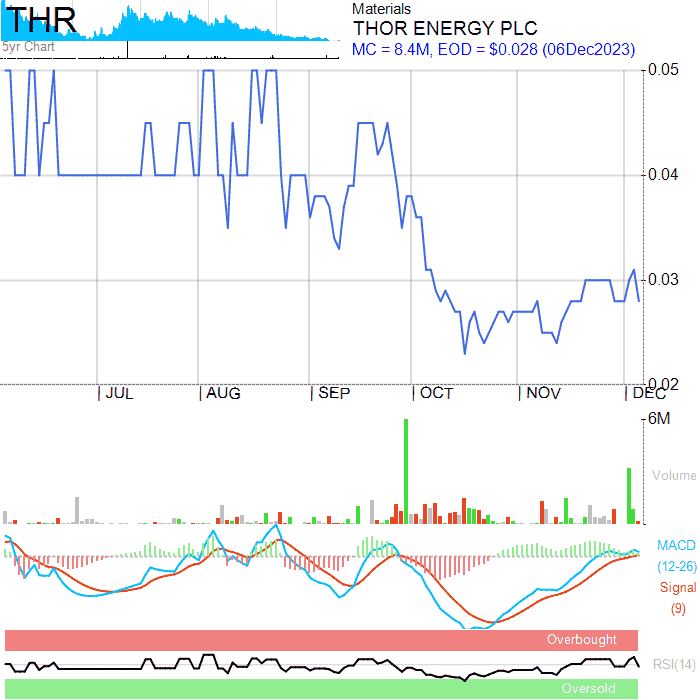 THR
5yr Chart
Materials
THOR ENERGY PLC
MC = 8.4M, EOD = $0.028 (06Dec2023)
0.05
0.04
0.03
0.02
JUL AUG SEP OCT NOV DEC
6M
Volume
MACD
(12-26)
Signal
(9)
Overbought
RSI(14)
Oversold